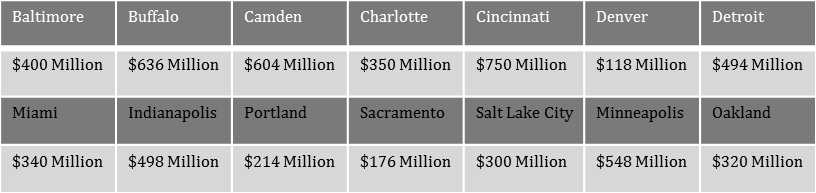 Baltimore Buffalo Camden Charlotte Cincinnati Denver Detroit
$400 Million $636 Million $604 Million $350 Million $750 Million $118 Million $494 Million
Miami Indianapolis Portland Sacramento Salt Lake City Minneapolis Oakland
$340 Million $498 Million $214 Million $176 Million $300 Million $548 Million $320 Million